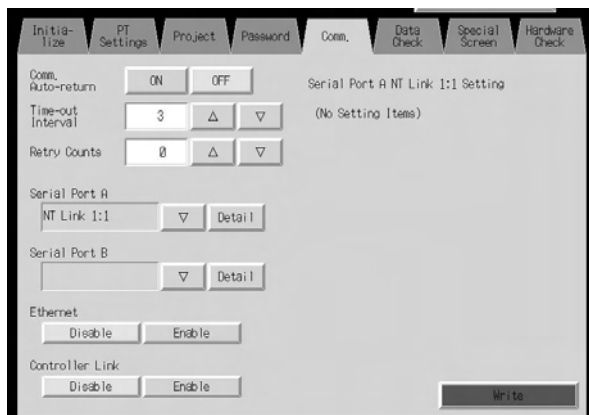 Initia-
lize
PT
Settings
Project
Password
Comm.
Data
Check
Special
Screen
Hardware
Check
Comm.
Auto-return
ON
OFF
Serial Port A NT Link 1:1 Setting
Time-out
Interval
3
△
▽
(No Setting Items)
Retry Counts
0
△
▽
Serial Port A
NT Link 1:1
▽
Detail
Serial Port B
▽
Detail
Ethernet
Disable
Enable
Controller Link
Disable
Enable
Write